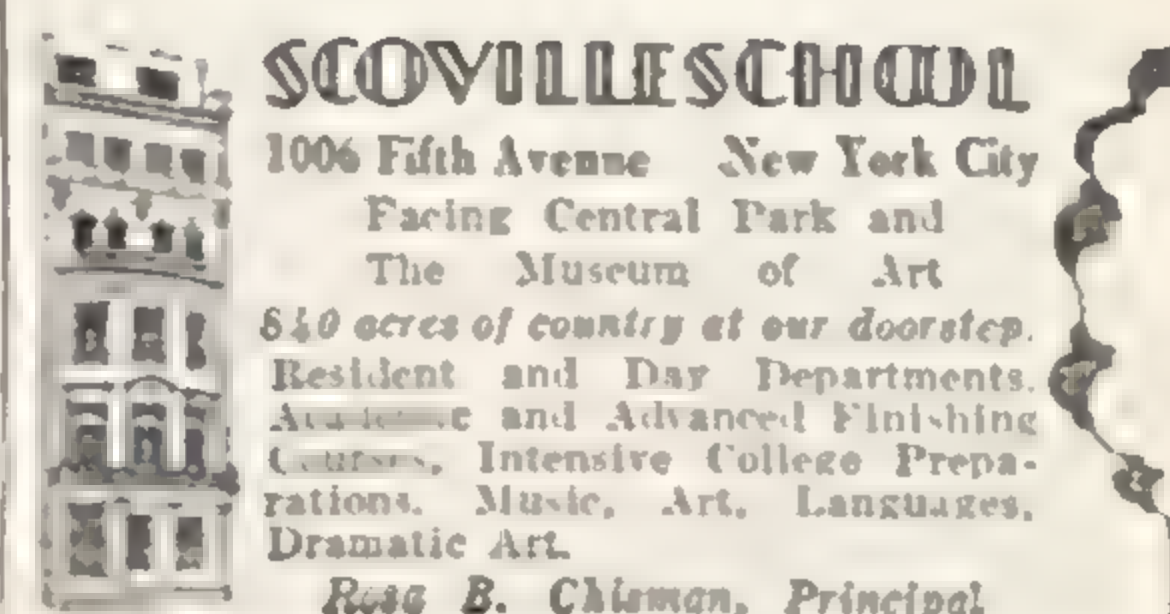 SCOVILLE SCHOOL
1006 Fifth Avenue New York City
Facing Central Park and
The Museum of Art
840 acres of country at our doorstep.
Resident and Day Departments.
Academic and Advanced Finishing
Courses, Intensive College Prepa-
rations. Music, Art, Languages,
Dramatic Art.
Rosa B. Chisman, Principal